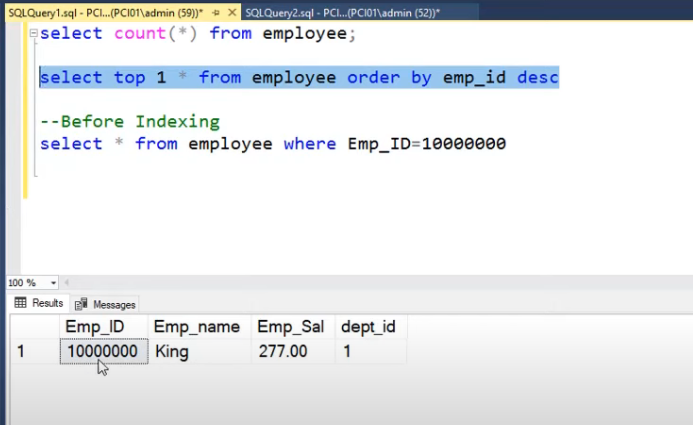 SQLQuery1.sql - PCI...(PCI01\admin (59))* SQLQuery2.sql - PCI...(PCI01\admin (52))*
select count(*) from employee;
select top 1 * from employee order by emp_id desc
--Before Indexing
select * from employee where Emp_ID=10000000
100 %
Results Messages
Emp_ID Emp_name Emp_Sal dept_id
1 10000000 King 277.00 1